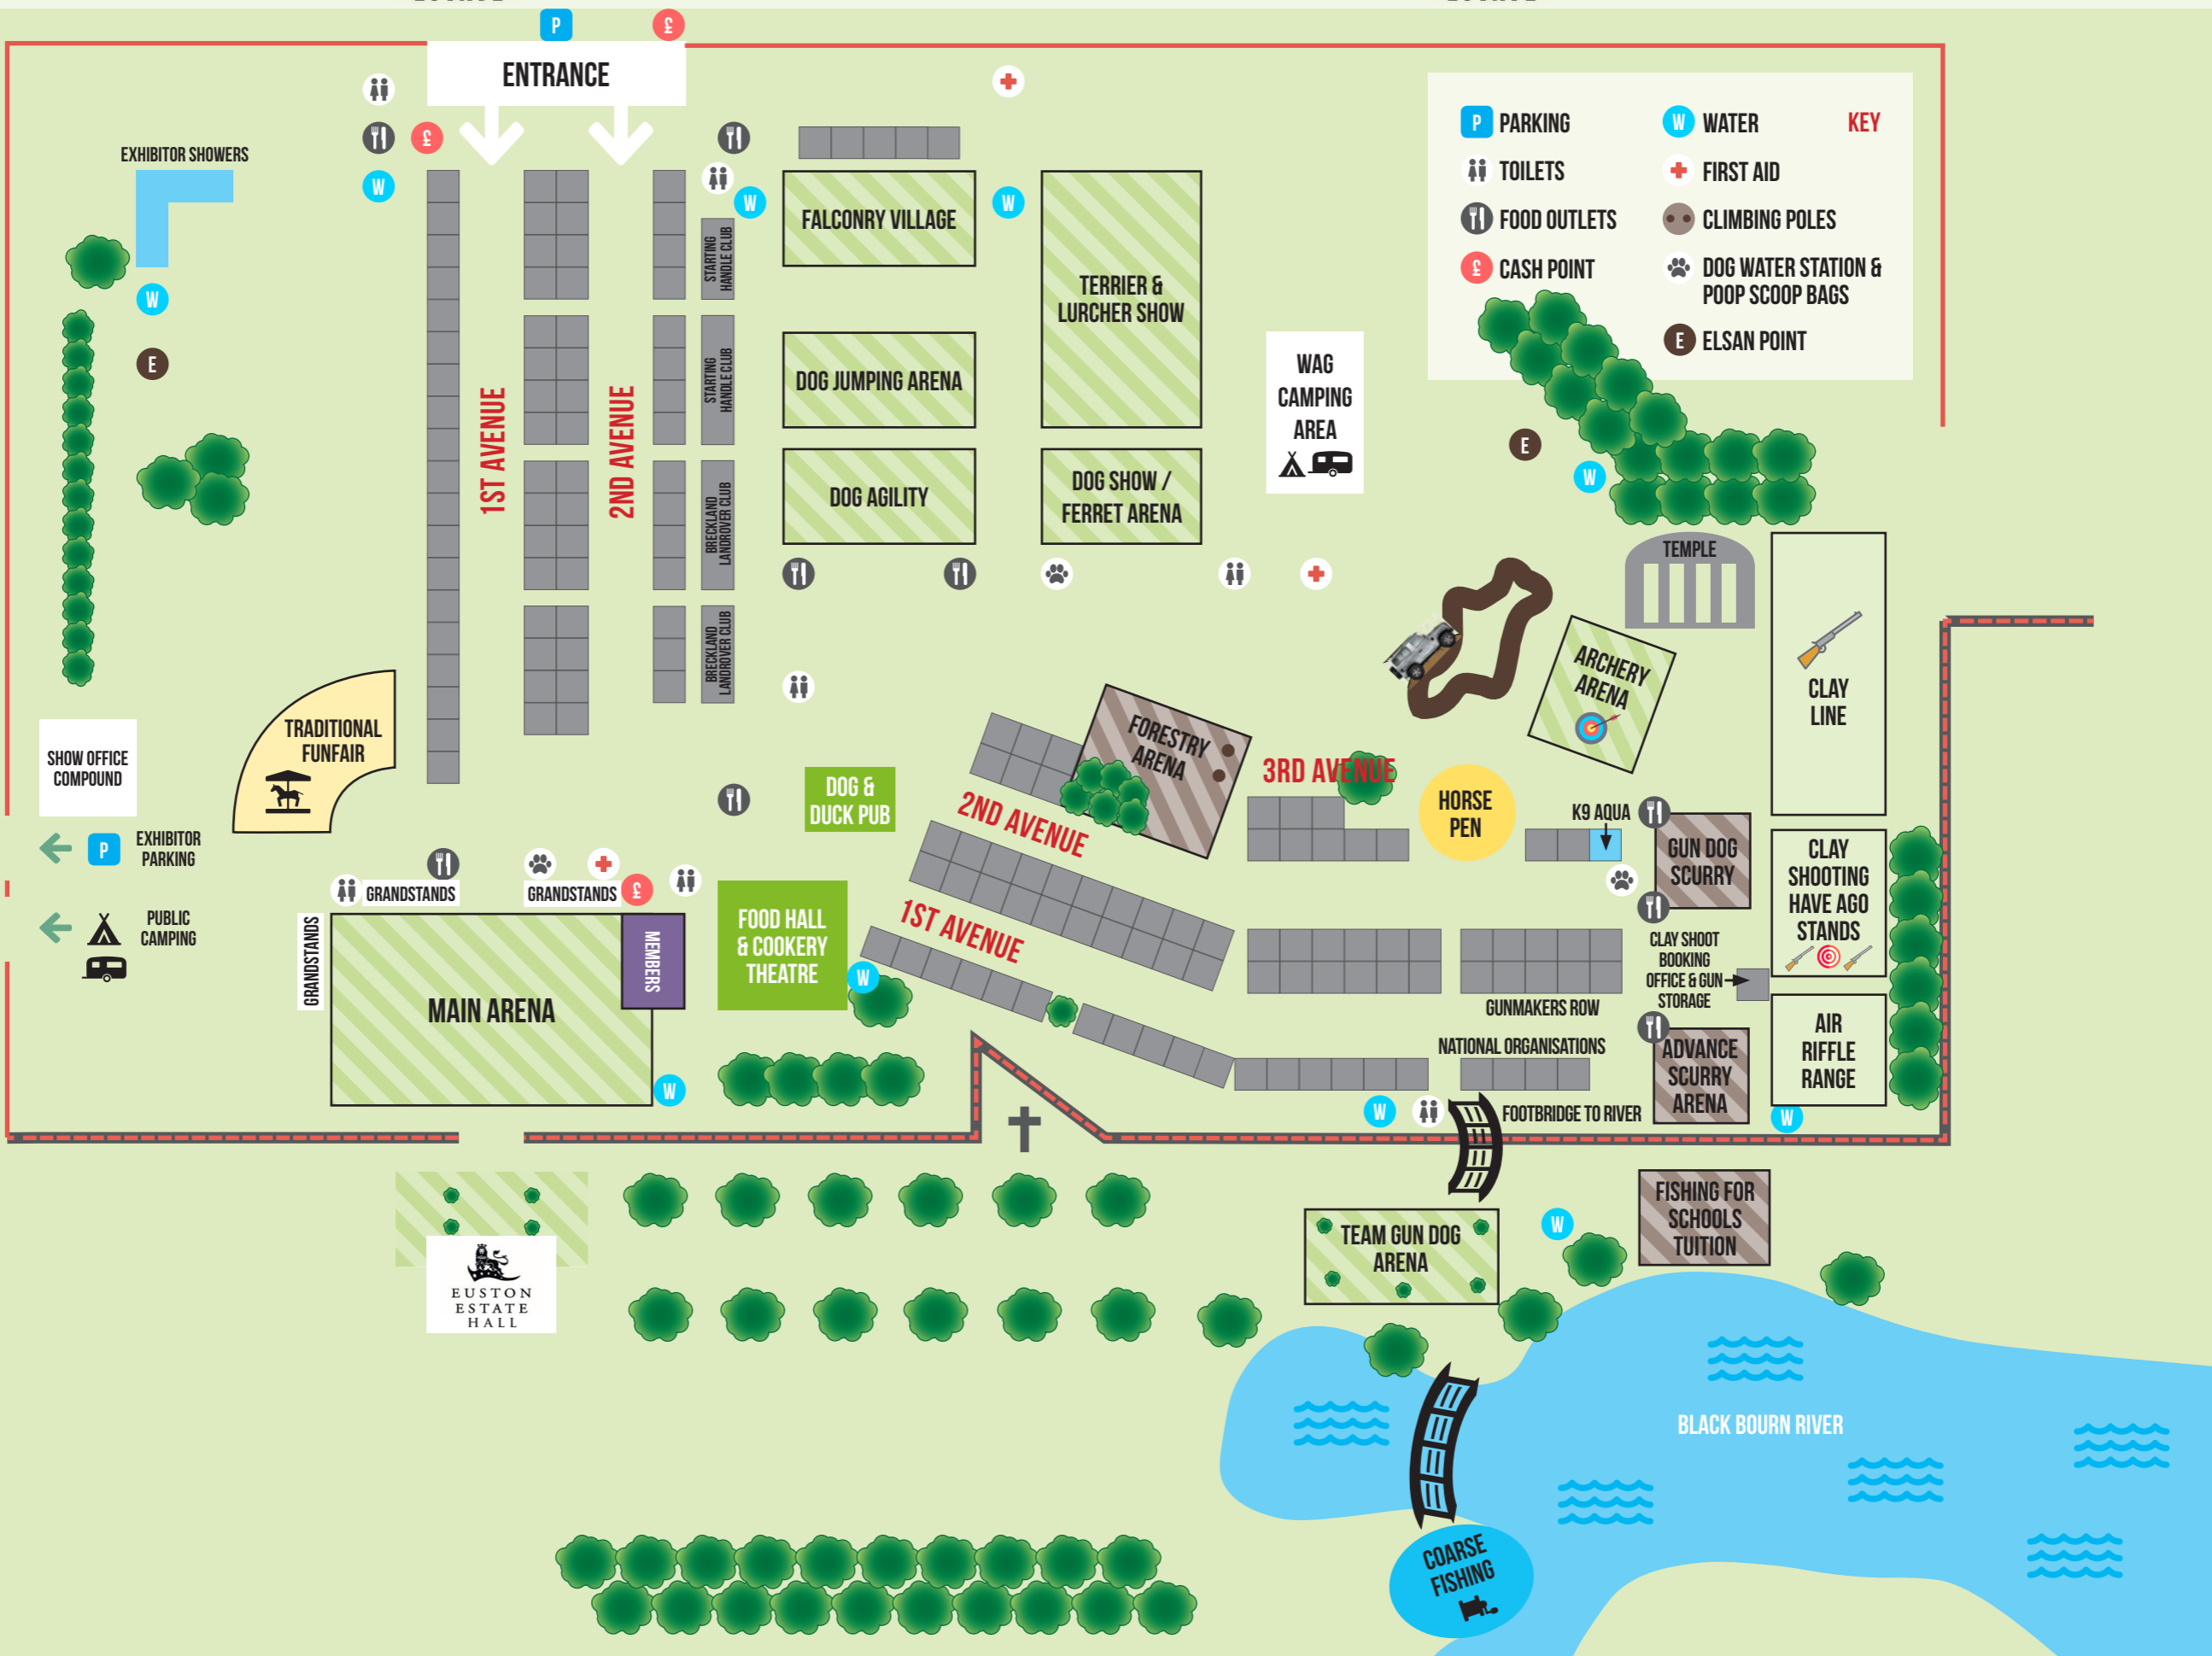 P
£
ENTRANCE
£
W
W
W
P PARKING
W WATER
KEY
TOILETS
FIRST AID
FOOD OUTLETS
CLIMBING POLES
£ CASH POINT
DOG WATER STATION &
POOP SCOOP BAGS
E ELSAN POINT
EXHIBITOR SHOWERS
W
E
1ST AVENUE
2ND AVENUE
STARTING
HANDLE CLUB
STARTING
HANDLE CLUB
BRECKLAND
LANDROVER CLUB
BRECKLAND
LANDROVER CLUB
FALCONRY VILLAGE
TERRIER &
LURCHER SHOW
DOG JUMPING ARENA
DOG AGILITY
DOG SHOW /
FERRET ARENA
WAG
CAMPING
AREA
E
W
TEMPLE
CLAY
LINE
ARCHERY
ARENA
TRADITIONAL
FUNFAIR
SHOW OFFICE
COMPOUND
P EXHIBITOR
PARKING
PUBLIC
CAMPING
DOG &
DUCK PUB
FORESTRY
ARENA
2ND AVENUE
1ST AVENUE
3RD AVENUE
HORSE
PEN
K9 AQUA
GUN DOG
SCURRY
CLAY
SHOOTING
HAVE AGO
STANDS
GRANDSTANDS
GRANDSTANDS
£
GRANDSTANDS
MEMBERS
MAIN ARENA
W
FOOD HALL
& COOKERY
THEATRE
W
CLAY SHOOT
BOOKING
OFFICE & GUN
STORAGE
GUNMAKERS ROW
NATIONAL ORGANISATIONS
AIR
RIFFLE
RANGE
ADVANCE
SCURRY
ARENA
W
W
FOOTBRIDGE TO RIVER
EUSTON
ESTATE
HALL
TEAM GUN DOG
ARENA
W
FISHING FOR
SCHOOLS
TUITION
BLACK BOURN RIVER
COARSE
FISHING